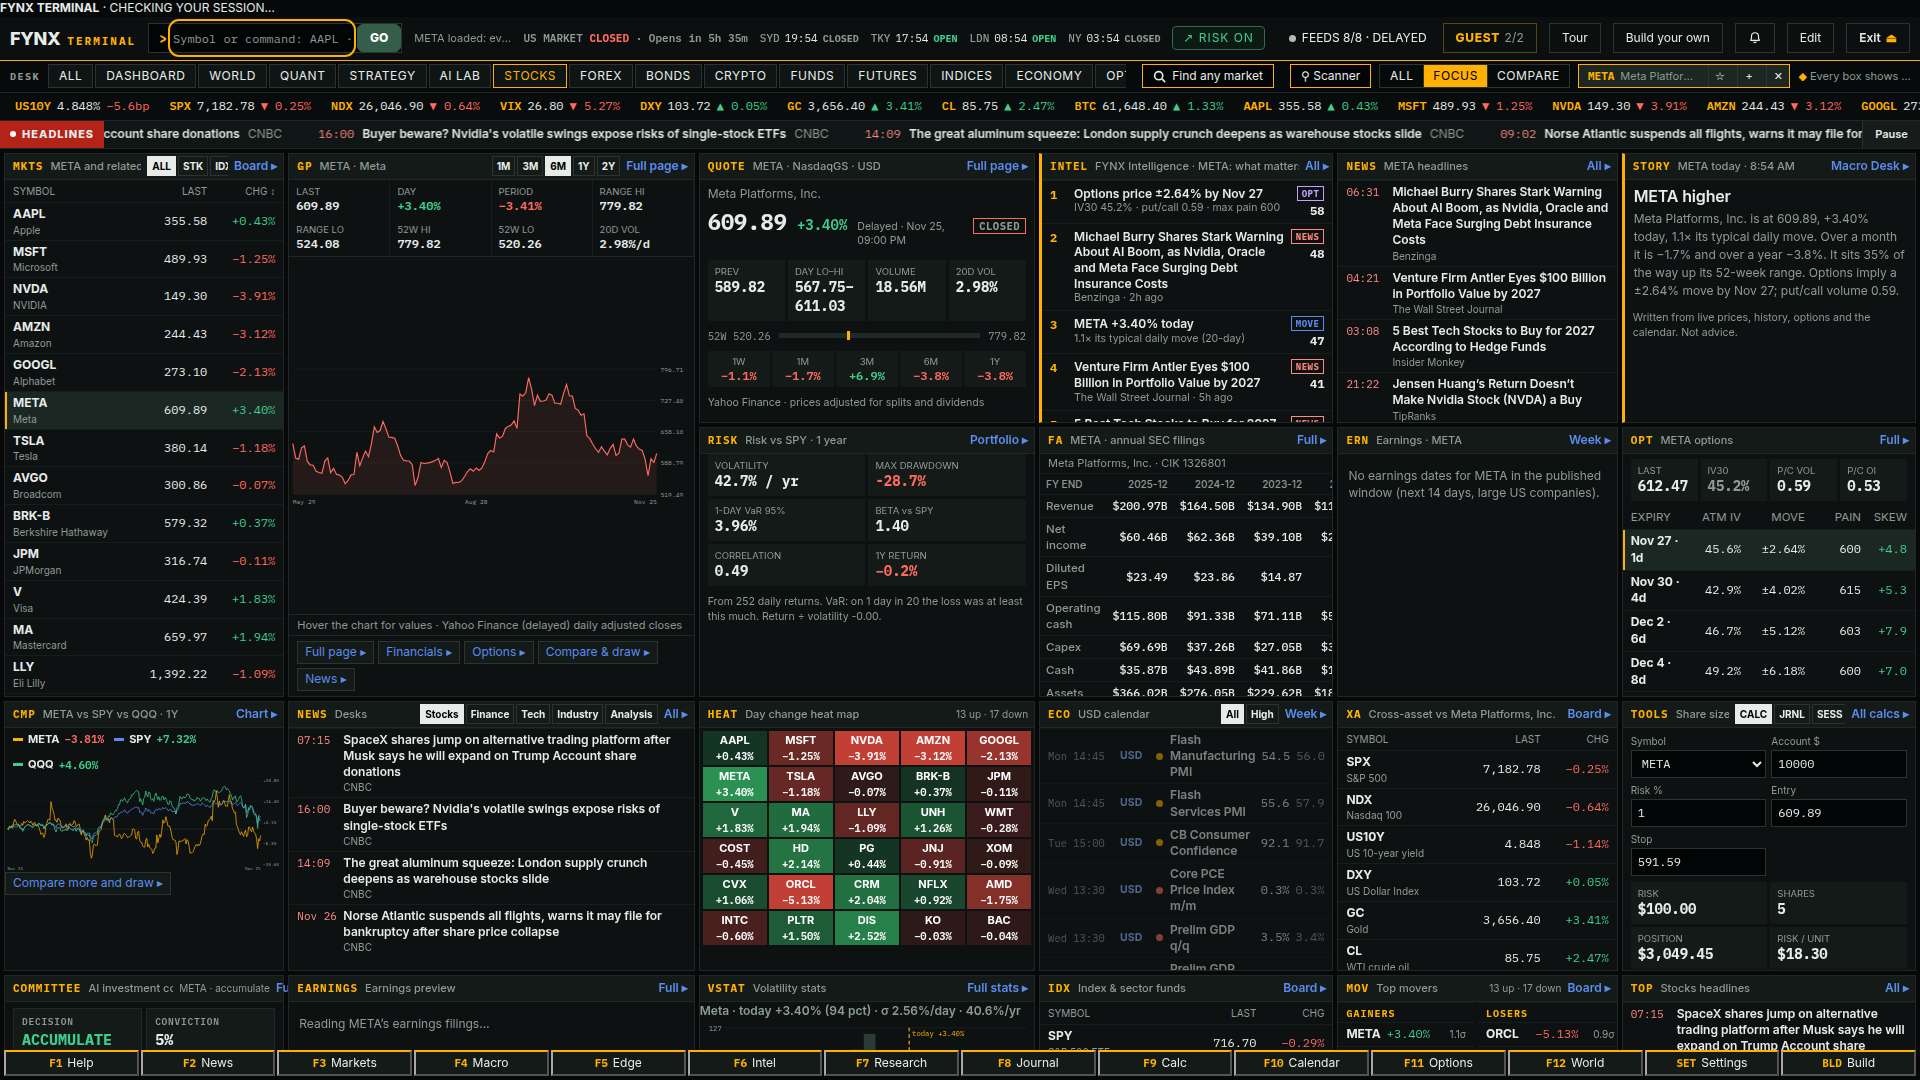 FYNX TERMINAL · CHECKING YOUR SESSION...
FYNX TERMINAL > Symbol or command: AAPL · GO META loaded: ev... US MARKET CLOSED · Opens in 5h 35m SYD 19:54 CLOSED TKY 17:54 OPEN LDN 08:54 OPEN NY 03:54 CLOSED ↗ RISK ON FEEDS 8/8 · DELAYED GUEST 2/2 Tour Build your own Edit Exit
DESK ALL DASHBOARD WORLD QUANT STRATEGY AI LAB STOCKS FOREX BONDS CRYPTO FUNDS FUTURES INDICES ECONOMY Find any market Scanner ALL FOCUS COMPARE META Meta Platfor... ☆ + ✕ ◆ Every box shows ...
US10Y 4.848% −5.6bp SPX 7,182.78 ▼ 0.25% NDX 26,046.90 ▼ 0.64% VIX 26.80 ▼ 5.27% DXY 103.72 ▲ 0.05% GC 3,656.40 ▲ 3.41% CL 85.75 ▲ 2.47% BTC 61,648.40 ▲ 1.33% AAPL 355.58 ▲ 0.43% MSFT 489.93 ▼ 1.25% NVDA 149.30 ▼ 3.91% AMZN 244.43 ▼ 3.12% GOOGL
HEADLINES ccount share donations CNBC 16:00 Buyer beware? Nvidia's volatile swings expose risks of single-stock ETFs CNBC 14:09 The great aluminum squeeze: London supply crunch deepens as warehouse stocks slide CNBC 09:02 Norse Atlantic suspends all flights, warns it may file for Pause
MKTS META and related ALL STK Board ▸
SYMBOL LAST CHG ↕
AAPL 355.58 +0.43%
Apple
MSFT 489.93 −1.25%
Microsoft
NVDA 149.30 −3.91%
NVIDIA
AMZN 244.43 −3.12%
Amazon
GOOGL 273.10 −2.13%
Alphabet
META 609.89 +3.40%
Meta
TSLA 380.14 −1.18%
Tesla
AVGO 300.86 −0.07%
Broadcom
BRK-B 579.32 +0.37%
Berkshire Hathaway
JPM 316.74 −0.11%
JPMorgan
V 424.39 +1.83%
Visa
MA 659.97 +1.94%
Mastercard
LLY 1,392.22 −1.09%
Eli Lilly
GP META · Meta 1M 3M 6M 1Y 2Y Full page ▸
LAST DAY PERIOD RANGE HI
609.89 +3.40% −3.41% 779.82
RANGE LO 52W HI 52W LO 20D VOL
524.08 779.82 520.26 2.98%/d
796.71
727.40
658.10
588.79
519.49
May 29 Aug 28 Nov 25
Hover the chart for values · Yahoo Finance (delayed) daily adjusted closes
Full page ▸ Financials ▸ Options ▸ Compare & draw ▸
News ▸
QUOTE META · NasdaqGS · USD Full page ▸
Meta Platforms, Inc.
609.89 +3.40% Delayed · Nov 25, 09:00 PM CLOSED
PREV DAY LO–HI VOLUME 20D VOL
589.82 567.75–611.03 18.56M 2.98%
52W 520.26 779.82
1W 1M 3M 6M 1Y
−1.1% −1.7% +6.9% −3.8% −3.8%
Yahoo Finance · prices adjusted for splits and dividends
INTEL FYNX Intelligence · META: what matters All ▸
1 Options price ±2.64% by Nov 27 OPT
IV30 45.2% · put/call 0.59 · max pain 600 58
2 Michael Burry Shares Stark Warning NEWS
About AI Boom, as Nvidia, Oracle 48
and Meta Face Surging Debt
Insurance Costs
Benzinga · 2h ago
3 META +3.40% today MOVE
1.1× its typical daily move (20-day) 47
4 Venture Firm Antler Eyes $100 NEWS
Billion in Portfolio Value by 2027 41
The Wall Street Journal · 5h ago
NEWS META headlines All ▸
06:31 Michael Burry Shares Stark Warning
About AI Boom, as Nvidia, Oracle and
Meta Face Surging Debt Insurance
Costs
Benzinga
04:21 Venture Firm Antler Eyes $100 Billion
in Portfolio Value by 2027
The Wall Street Journal
03:08 5 Best Tech Stocks to Buy for 2027
According to Hedge Funds
Insider Monkey
21:22 Jensen Huang's Return Doesn't
Make Nvidia Stock (NVDA) a Buy
TipRanks
STORY META today · 8:54 AM Macro Desk ▸
META higher
Meta Platforms, Inc. is at 609.89, +3.40%
today, 1.1× its typical daily move. Over a month
it is −1.7% and over a year −3.8%. It sits 35% of
the way up its 52-week range. Options imply a
±2.64% move by Nov 27; put/call volume 0.59.
Written from live prices, history, options and the
calendar. Not advice.
RISK Risk vs SPY · 1 year Portfolio ▸
VOLATILITY MAX DRAWDOWN
42.7% / yr −28.7%
1-DAY VaR 95% BETA vs SPY
3.96% 1.40
CORRELATION 1Y RETURN
0.49 −0.2%
From 252 daily returns. VaR: on 1 day in 20 the loss was at least
this much. Return ÷ volatility -0.00.
FA META · annual SEC filings Full ▸
Meta Platforms, Inc. · CIK 1326801
FY END 2025-12 2024-12 2023-12
Revenue $200.97B $164.50B $134.90B
Net income $60.46B $62.36B $39.10B
Diluted EPS $23.49 $23.86 $14.87
Operating cash $115.80B $91.33B $71.11B
Capex $69.69B $37.26B $27.05B
Cash $35.87B $43.89B $41.86B
Assets $366.02B $276.05B $229.62B
ERN Earnings · META Week ▸
No earnings dates for META in the published
window (next 14 days, large US companies).
OPT META options Full ▸
LAST IV30 P/C VOL P/C OI
612.47 45.2% 0.59 0.53
EXPIRY ATM IV MOVE PAIN SKEW
Nov 27 · 1d 45.6% ±2.64% 600 +4.8
Nov 30 · 4d 42.9% ±4.02% 615 +5.3
Dec 2 · 6d 46.7% ±5.12% 603 +7.9
Dec 4 · 8d 49.2% ±6.18% 600 +7.0
CMP META vs SPY vs QQQ · 1Y Chart ▸
META −3.81% SPY +7.32%
QQQ +4.60%
Compare more and draw ▸
NEWS Desks Stocks Finance Tech Industry Analysis All ▸
07:15 SpaceX shares jump on alternative trading platform after
Musk says he will expand on Trump Account share
donations
CNBC
16:00 Buyer beware? Nvidia's volatile swings expose risks of
single-stock ETFs
CNBC
14:09 The great aluminum squeeze: London supply crunch
deepens as warehouse stocks slide
CNBC
Nov 26 Norse Atlantic suspends all flights, warns it may file for
bankruptcy after share price collapse
CNBC
HEAT Day change heat map 13 up · 17 down
AAPL MSFT NVDA AMZN GOOGL
+0.43% −1.25% −3.91% −3.12% −2.13%
META TSLA AVGO BRK-B JPM
+3.40% −1.18% −0.07% +0.37% −0.11%
V MA LLY UNH WMT
+1.83% +1.94% −1.09% +1.26% −0.28%
COST HD PG JNJ XOM
−0.45% +2.14% +0.44% −0.91% −0.09%
CVX ORCL CRM NFLX AMD
+1.06% −5.13% +2.04% +0.92% −1.75%
INTC PLTR DIS KO BAC
−0.60% +1.50% +2.52% −0.03% −0.04%
ECO USD calendar All High Week ▸
Mon 14:45 USD Flash Manufacturing PMI 54.5 56.0
Mon 14:45 USD Flash Services PMI 55.6 57.9
Tue 15:00 USD CB Consumer Confidence 92.1 91.7
Wed 13:30 USD Core PCE Price Index m/m 0.3% 0.3%
Wed 13:30 USD Prelim GDP q/q 3.5% 3.4%
Prelim GDP
XA Cross-asset vs Meta Platforms, Inc. Board ▸
SYMBOL LAST CHG
SPX 7,182.78 −0.25%
S&P 500
NDX 26,046.90 −0.64%
Nasdaq 100
US10Y 4.848 −1.14%
US 10-year yield
DXY 103.72 +0.05%
US Dollar Index
GC 3,656.40 +3.41%
Gold
CL 85.75 +2.47%
WTI crude oil
TOOLS Share size CALC JRNL SESS All calcs ▸
Symbol Account $
META 10000
Risk % Entry
1 609.89
Stop
591.59
RISK SHARES
$100.00 5
POSITION RISK / UNIT
$3,049.45 $18.30
COMMITTEE AI investment cc META · accumulate
DECISION CONVICTION
ACCUMULATE 5%
EARNINGS Earnings preview Full ▸
Reading META's earnings filings...
VSTAT Volatility stats Full stats ▸
Meta · today +3.40% (94 pct) · σ 2.56%/day · 40.6%/yr
127 today +3.40%
IDX Index & sector funds Board ▸
SYMBOL LAST CHG
SPY 716.70 −0.29%
MOV Top movers 13 up · 17 down Board ▸
GAINERS LOSERS
META +3.40% 1.1σ ORCL −5.13% 0.9σ
TOP Stocks headlines All ▸
07:15 SpaceX shares jump on alternative
trading platform after Musk says he will
expand on Trump Account share
F1 Help F2 News F3 Markets F4 Macro F5 Edge F6 Intel F7 Research F8 Journal F9 Calc F10 Calendar F11 Options F12 World SET Settings BLD Build